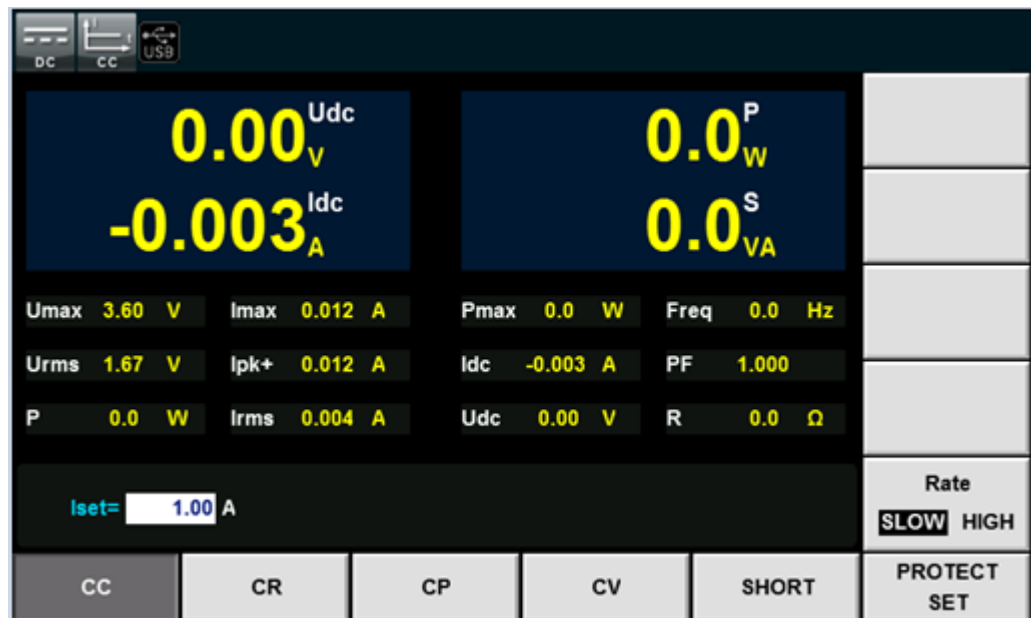 DC CC USB
0.00 Udc V
-0.003 Idc A
0.0 P W
0.0 S VA
Umax 3.60 V Imax 0.012 A Pmax 0.0 W Freq 0.0 Hz
Urms 1.67 V Ipk+ 0.012 A Idc -0.003 A PF 1.000
P 0.0 W Irms 0.004 A Udc 0.00 V R 0.0 Ω
Iset= 1.00 A
Rate
SLOW HIGH
CC CR CP CV SHORT
PROTECT
SET